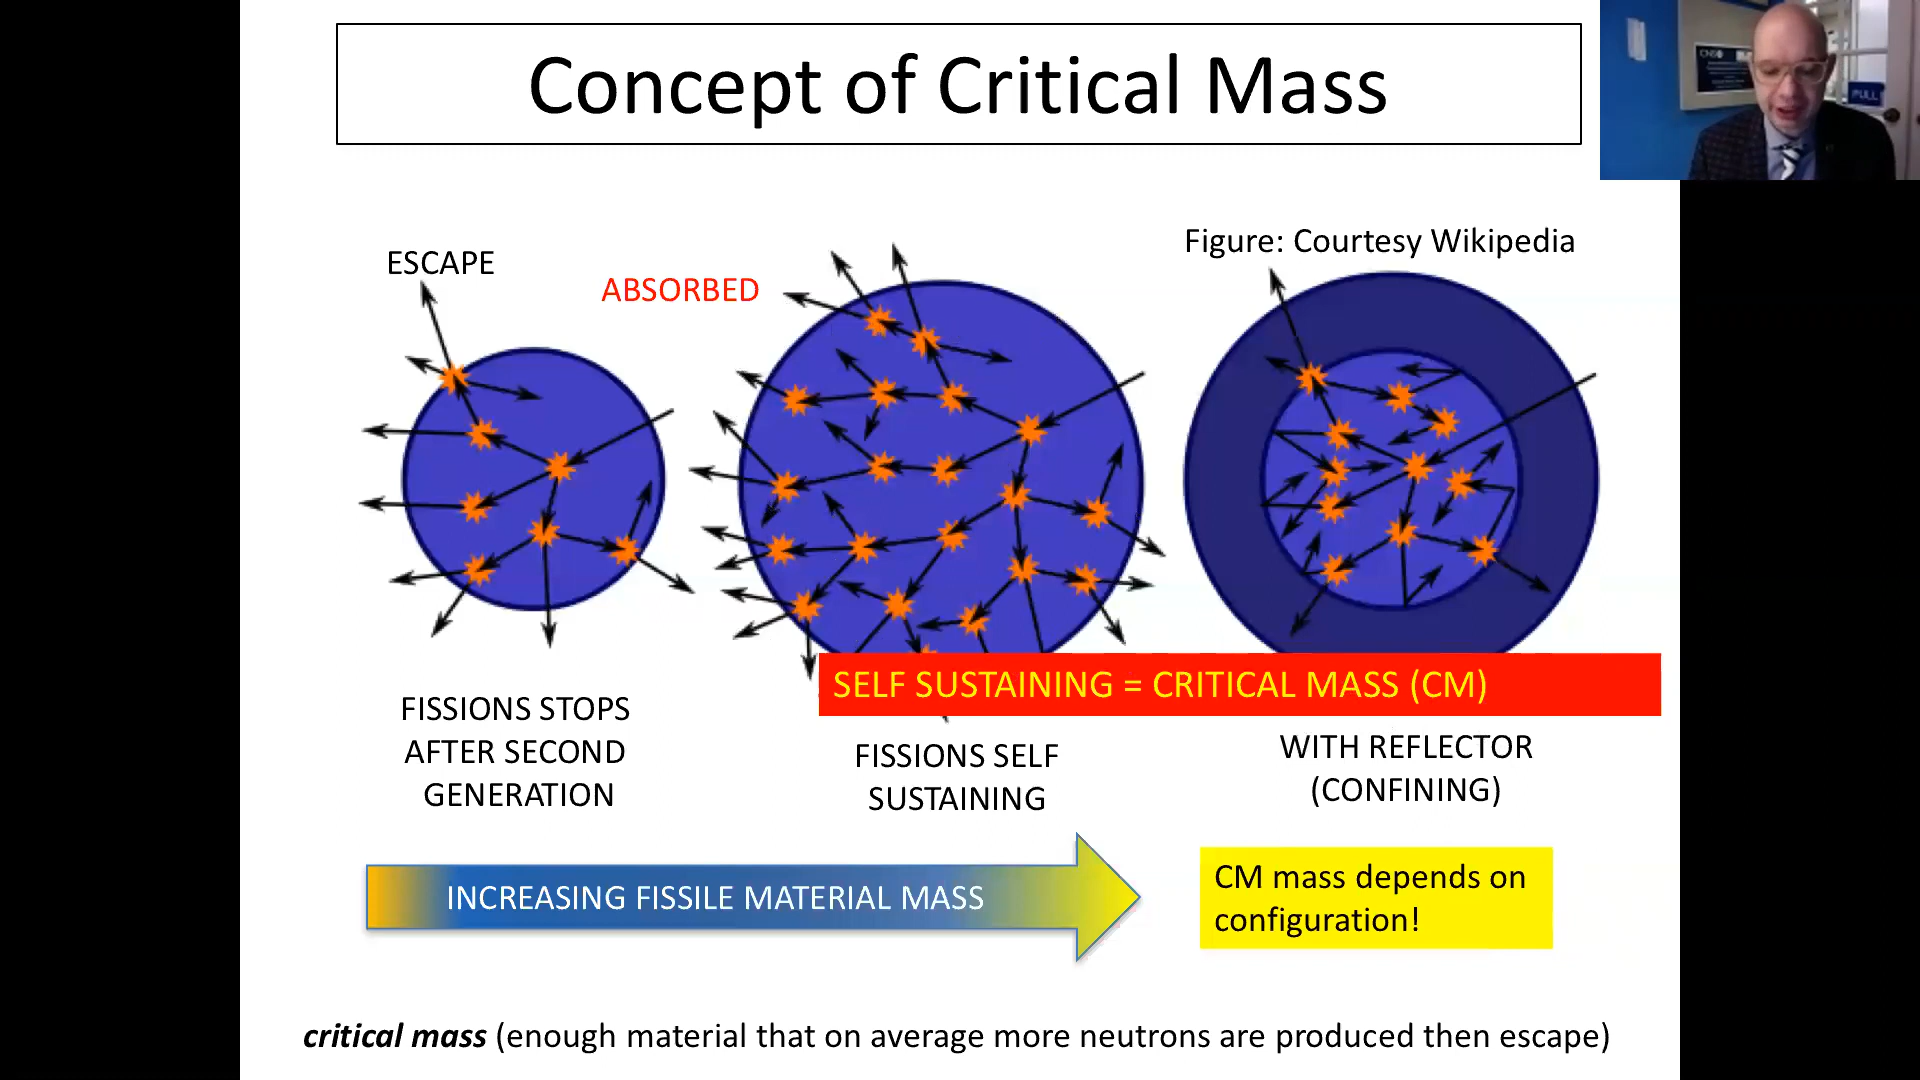 Concept of Critical Mass
PULL
Figure: Courtesy Wikipedia
ESCAPE
ABSORBED
SELF SUSTAINING = CRITICAL MASS (CM)
FISSIONS STOPS
AFTER SECOND
GENERATION
FISSIONS SELF
SUSTAINING
WITH REFLECTOR
(CONFINING)
INCREASING FISSILE MATERIAL MASS
CM mass depends on
configuration!
critical mass (enough material that on average more neutrons are produced then escape)